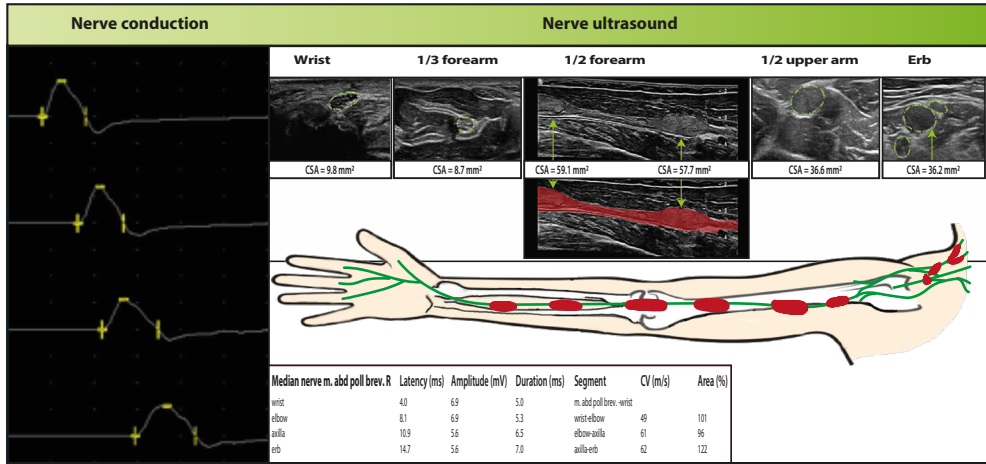 Nerve conduction Nerve ultrasound
Wrist 1/3 forearm 1/2 forearm 1/2 upper arm Erb
CSA = 9.8 mm² CSA = 8.7 mm² CSA = 59.1 mm² CSA = 57.7 mm² CSA = 36.6 mm² CSA = 36.2 mm²
Median nerve m. abd poll brev. R Latency (ms) Amplitude (mV) Duration (ms) Segment CV (m/s) Area (%)
wrist 4.0 6.9 5.0 m. abd poll brev. -wrist
elbow 8.1 6.9 5.3 wrist-elbow 49 101
axilla 10.9 5.6 6.5 elbow-axilla 61 96
erb 14.7 5.6 7.0 axilla-erb 62 122